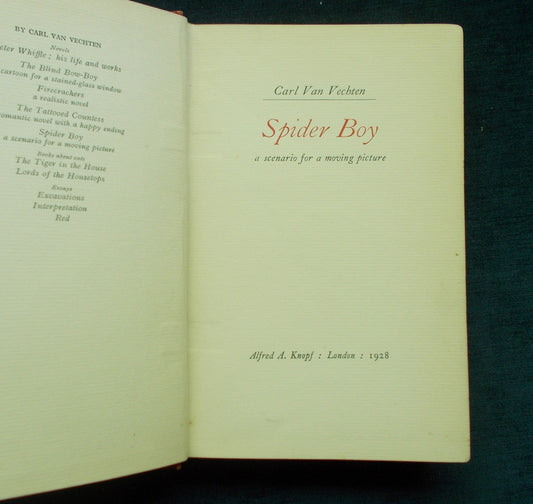 BY CARL VAN VECHTEN
Novels
eter Whiffle; his life and works
The Blind Bow-Boy
cartoon for a stained-glass window
Firecrackers
a realistic novel
The Tattooed Countess
romantic novel with a happy ending
Spider Boy
a scenario for a moving picture
Books about cats
The Tiger in the House
Lords of the Housetops
Essays
Excavations
Interpretation
Red
Carl Van Vechten
Spider Boy
a scenario for a moving picture
Alfred A. Knopf : London : 1928